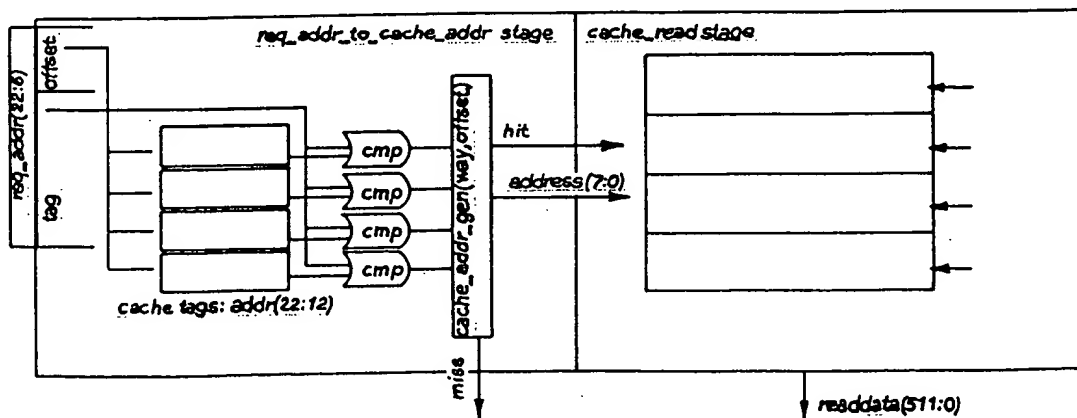 req_addr_to_cache_addr stage
cache_read stage
req_addr(22:6)
offset
tag
cmp
cmp
cmp
cmp
cache tags: addr(22:12)
cache_addr_gen(way,offset)
hit
address(7:0)
miss
readdata(511:0)